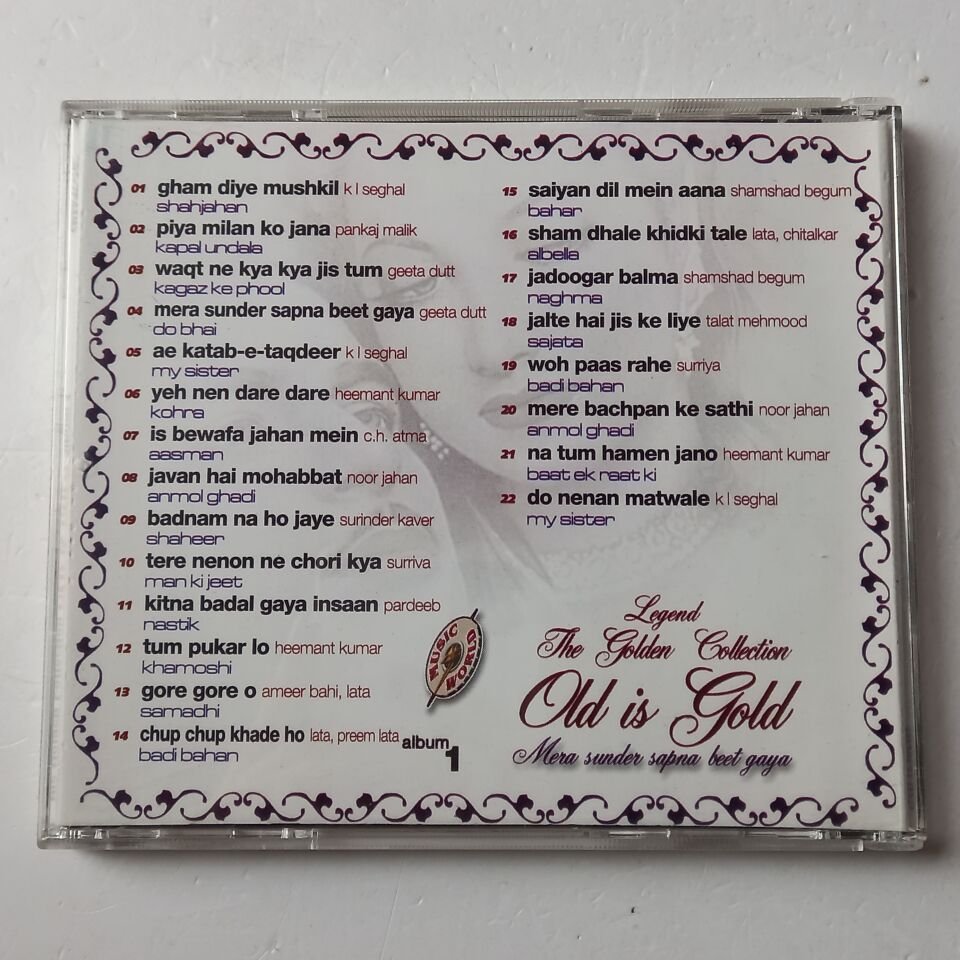 01 gham diye mushkil k l seghal
shahjahan
02 piya milan ko jana pankaj malik
kapal undala
03 waqt ne kya kya jis tum geeta dutt
kagaz ke phool
04 mera sunder sapna beet gaya geeta dutt
do bhai
05 ae katab-e-taqdeer k l seghal
my sister
06 yeh nen dare dare heemant kumar
kohra
07 is bewafa jahan mein c.h. atma
aasman
08 javan hai mohabbat noor jahan
anmol ghadi
09 badnam na ho jaye surinder kaver
shaheer
10 tere nenon ne chori kya surriva
man ki jeet
11 kitna badal gaya insaan pardeeb
nastik
12 tum pukar lo heemant kumar
khamoshi
13 gore gore o ameer bahi, lata
samadhi
14 chup chup khade ho lata, preem lata
badi bahan
album 1
MUSIC WORLD
15 saiyan dil mein aana shamshad begum
bahar
16 sham dhale khidki tale lata, chitalkar
albella
17 jadoogar balma shamshad begum
naghma
18 jalte hai jis ke liye talat mehmood
sajata
19 woh paas rahe surriya
badi bahan
20 mere bachpan ke sathi noor jahan
anmol ghadi
21 na tum hamen jano heemant kumar
baat ek raat ki
22 do nenan matwale k l seghal
my sister
Legend
The Golden Collection
Old is Gold
Mera sunder sapna beet gaya